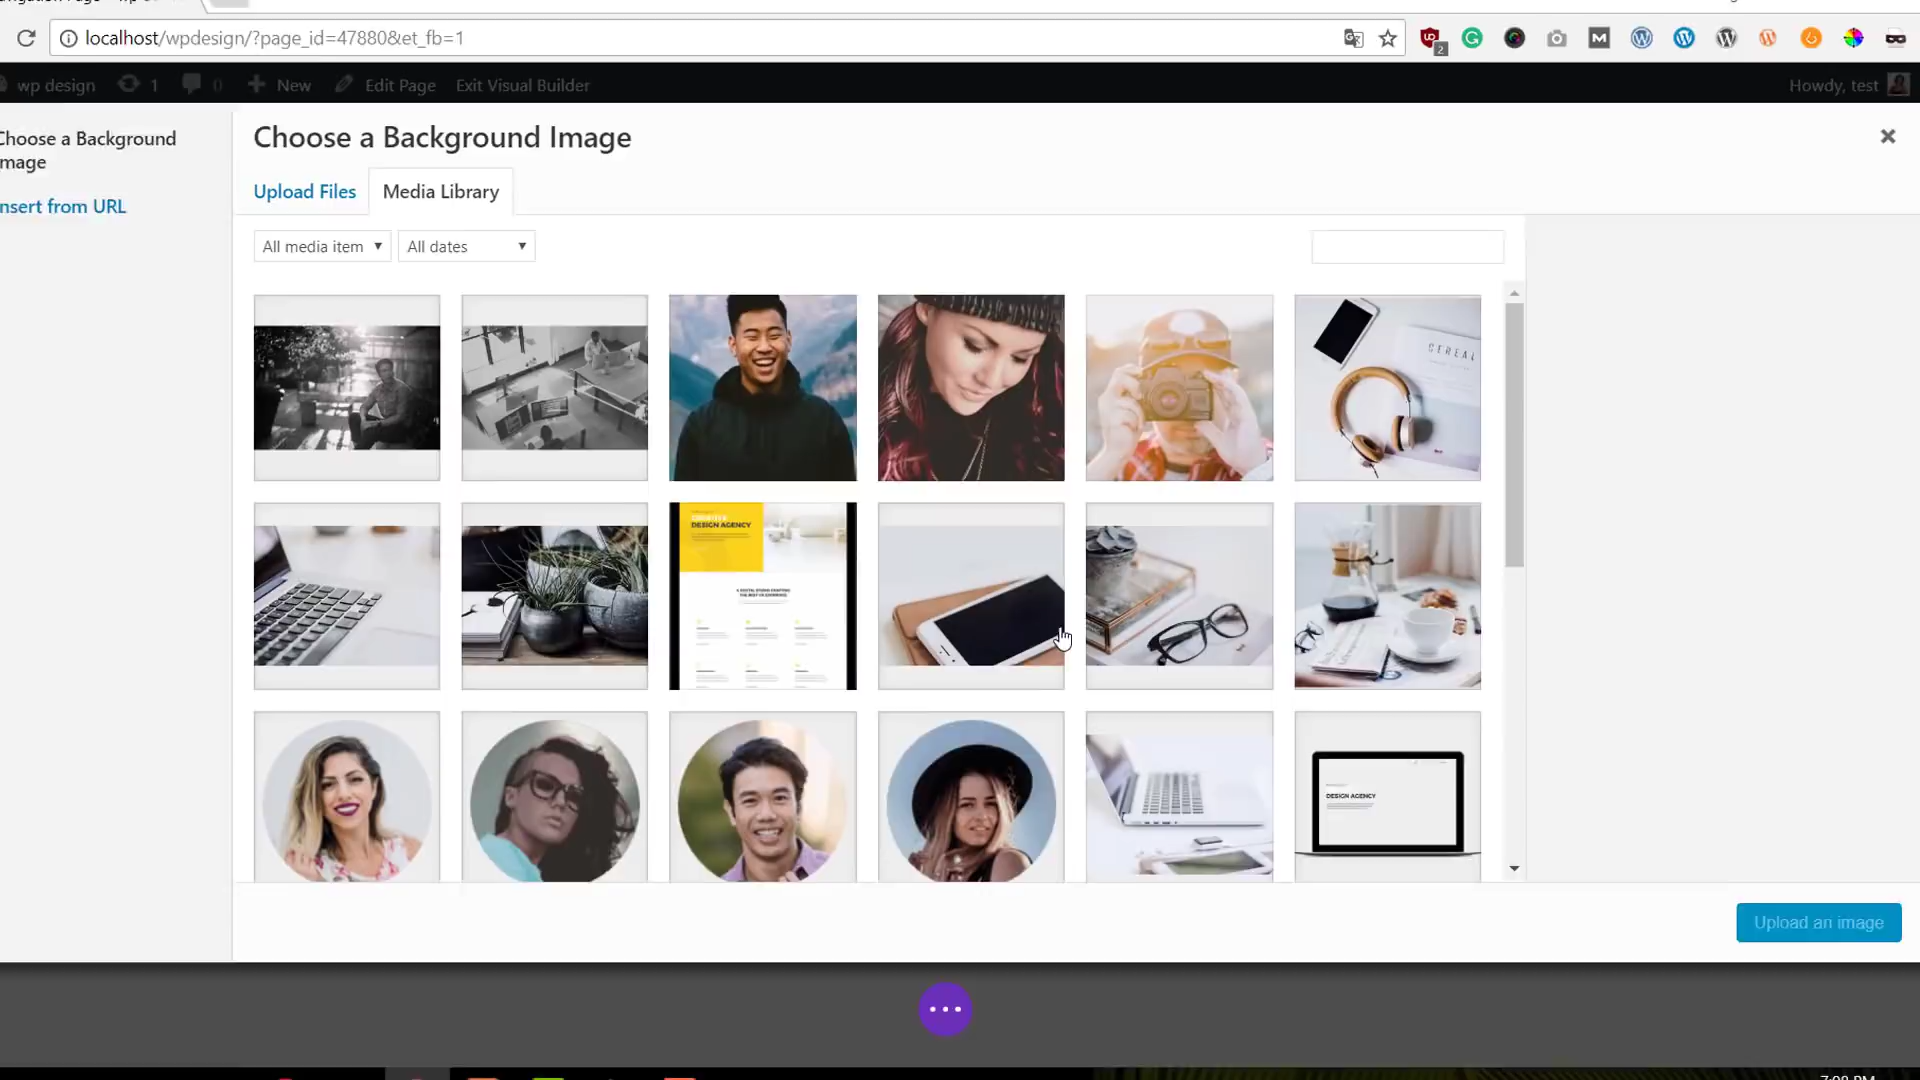 localhost/wpdesign/?page_id=47880&et_fb=1
2
wp design
1
0
New
Edit Page
Exit Visual Builder
Howdy, test
Choose a Background
mage
nsert from URL
Choose a Background Image
Upload Files
Media Library
All media item
All dates
CEREAL
DESIGN AGENCY
DESIGN AGENCY
Upload an image